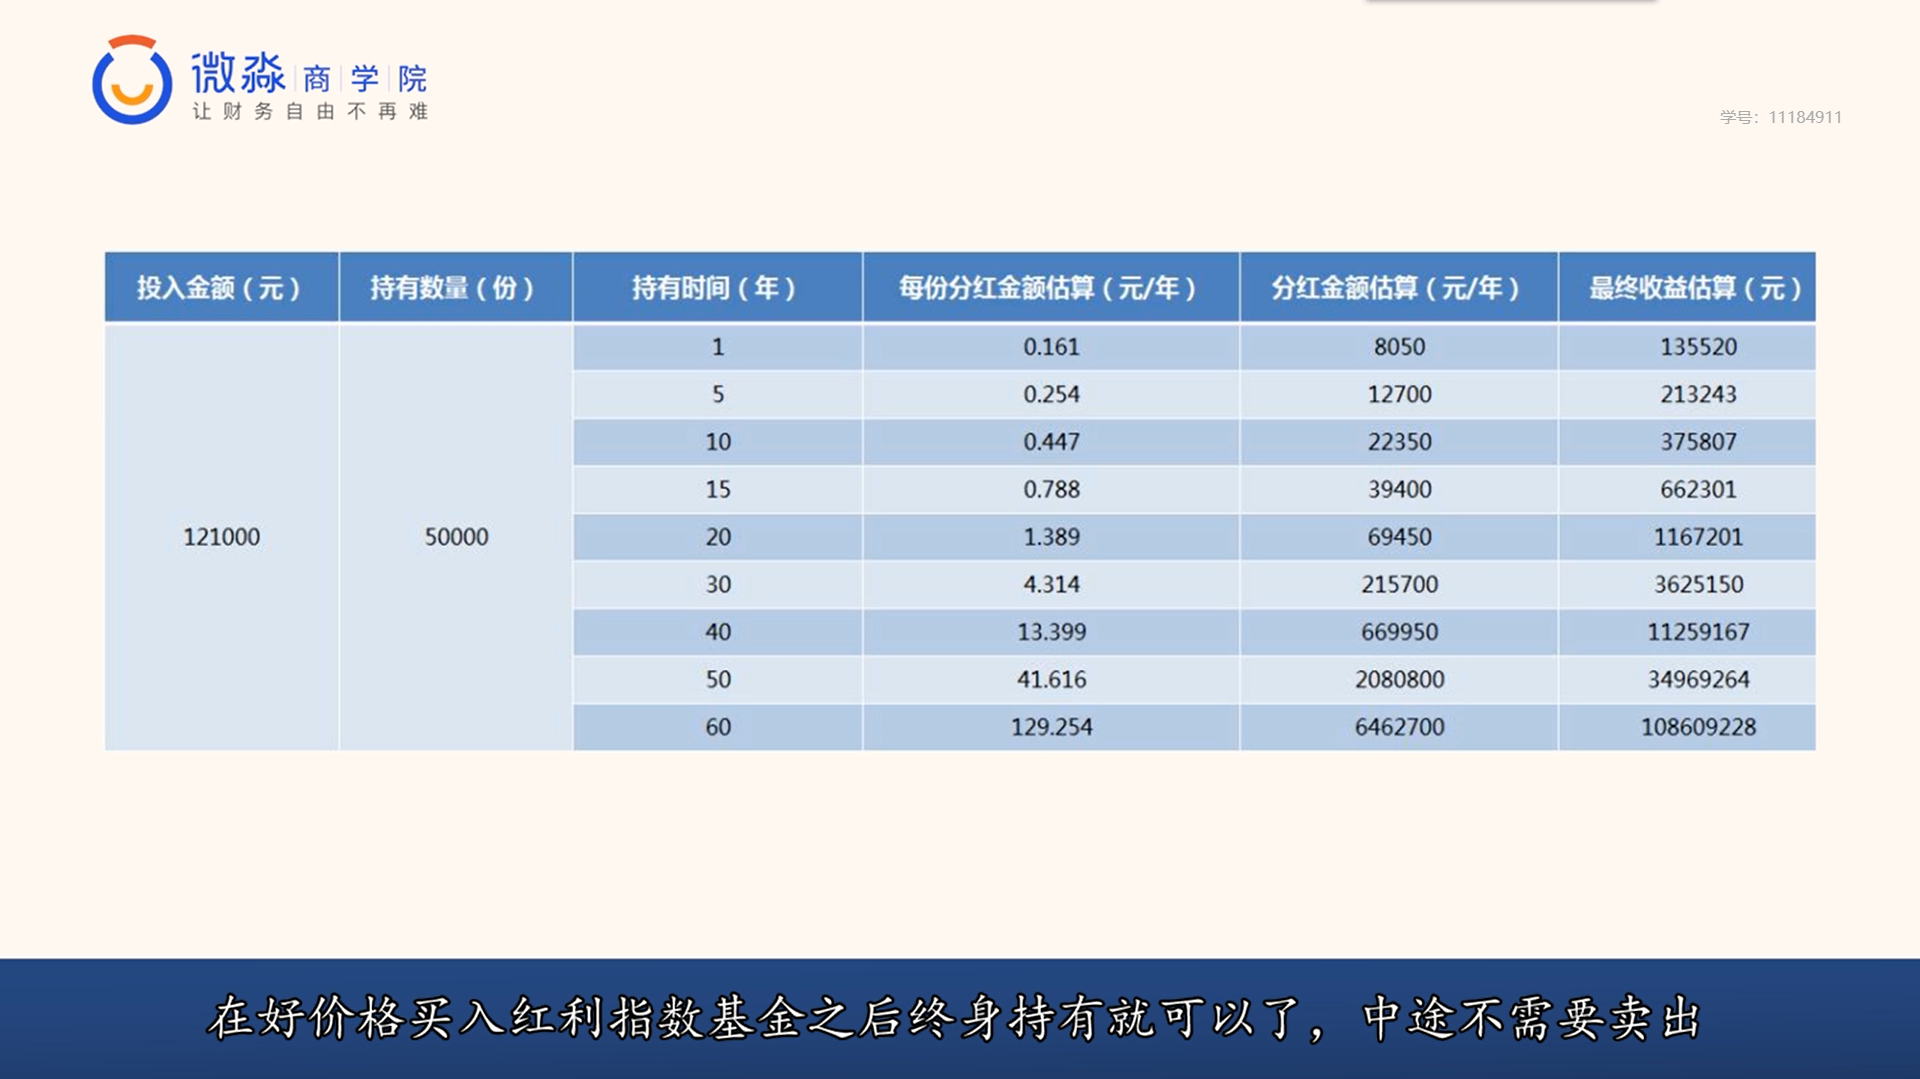 微淼 商学院
让财务自由不再难
学号：11184911
投入金额（元） 持有数量（份） 持有时间（年） 每份分红金额估算（元/年） 分红金额估算（元/年） 最终收益估算（元）
1 0.161 8050 135520
5 0.254 12700 213243
10 0.447 22350 375807
15 0.788 39400 662301
121000 50000 20 1.389 69450 1167201
30 4.314 215700 3625150
40 13.399 669950 11259167
50 41.616 2080800 34969264
60 129.254 6462700 108609228
在好价格买入红利指数基金之后终身持有就可以了，中途不需要卖出